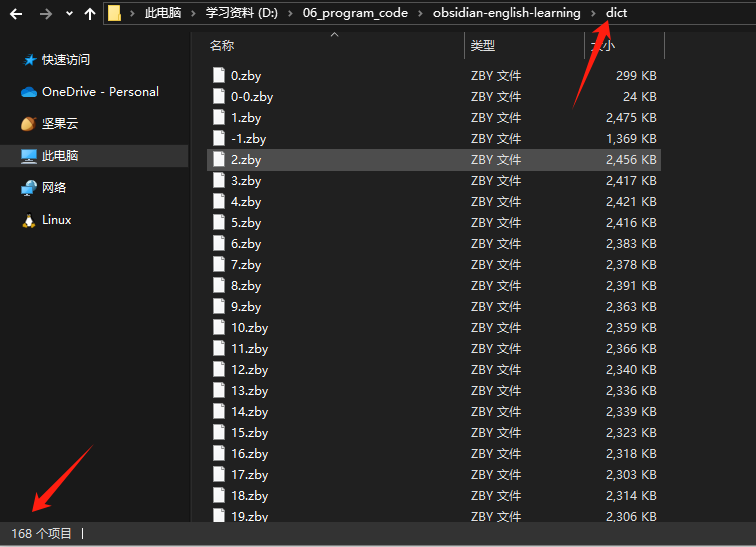 此电脑 学习资料 (D:) 06_program_code obsidian-english-learning dict
名称 类型 大小
快速访问
OneDrive - Personal
坚果云
此电脑
网络
Linux
0.zby ZBY 文件 299 KB
0-0.zby ZBY 文件 24 KB
1.zby ZBY 文件 2,475 KB
-1.zby ZBY 文件 1,369 KB
2.zby ZBY 文件 2,456 KB
3.zby ZBY 文件 2,417 KB
4.zby ZBY 文件 2,421 KB
5.zby ZBY 文件 2,416 KB
6.zby ZBY 文件 2,383 KB
7.zby ZBY 文件 2,378 KB
8.zby ZBY 文件 2,391 KB
9.zby ZBY 文件 2,363 KB
10.zby ZBY 文件 2,359 KB
11.zby ZBY 文件 2,366 KB
12.zby ZBY 文件 2,340 KB
13.zby ZBY 文件 2,336 KB
14.zby ZBY 文件 2,339 KB
15.zby ZBY 文件 2,323 KB
16.zby ZBY 文件 2,318 KB
17.zby ZBY 文件 2,303 KB
18.zby ZBY 文件 2,314 KB
19.zby ZBY 文件 2,306 KB
168 个项目